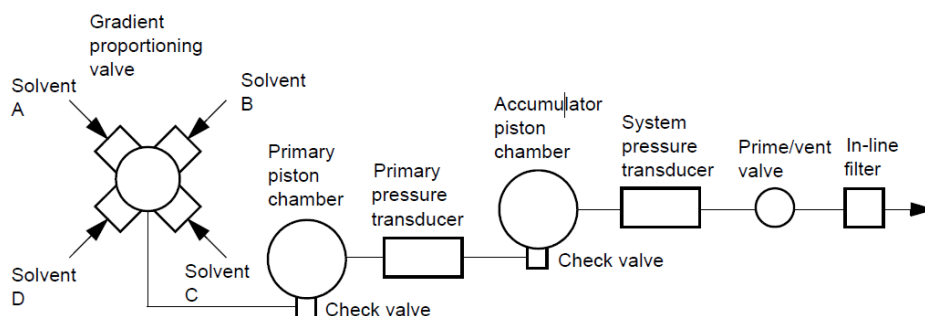 Gradient
proportioning
valve
Solvent
A
Solvent
B
Solvent
D
Solvent
C
Primary
piston
chamber
Check valve
Primary
pressure
transducer
Accumulator
piston
chamber
Check valve
System
pressure
transducer
Prime/vent
valve
In-line
filter